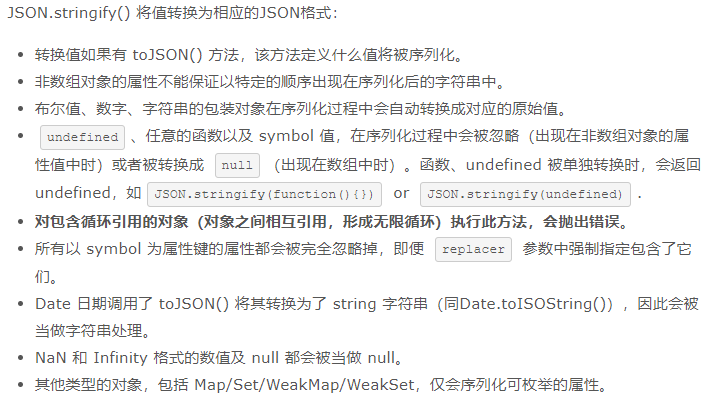 JSON.stringify() 将值转换为相应的JSON格式：
转换值如果有 toJSON() 方法，该方法定义什么值将被序列化。
非数组对象的属性不能保证以特定的顺序出现在序列化后的字符串中。
布尔值、数字、字符串的包装对象在序列化过程中会自动转换成对应的原始值。
undefined 、任意的函数以及 symbol 值，在序列化过程中会被忽略（出现在非数组对象的属
性值中时）或者被转换成 null （出现在数组中时）。函数、undefined 被单独转换时，会返回
undefined，如 JSON.stringify(function(){}) or JSON.stringify(undefined) .
对包含循环引用的对象（对象之间相互引用，形成无限循环）执行此方法，会抛出错误。
所有以 symbol 为属性键的属性都会被完全忽略掉，即便 replacer 参数中强制指定包含了它
们。
Date 日期调用了 toJSON() 将其转换为了 string 字符串（同Date.toISOString()），因此会被
当做字符串处理。
NaN 和 Infinity 格式的数值及 null 都会被当做 null。
其他类型的对象，包括 Map/Set/WeakMap/WeakSet，仅会序列化可枚举的属性。